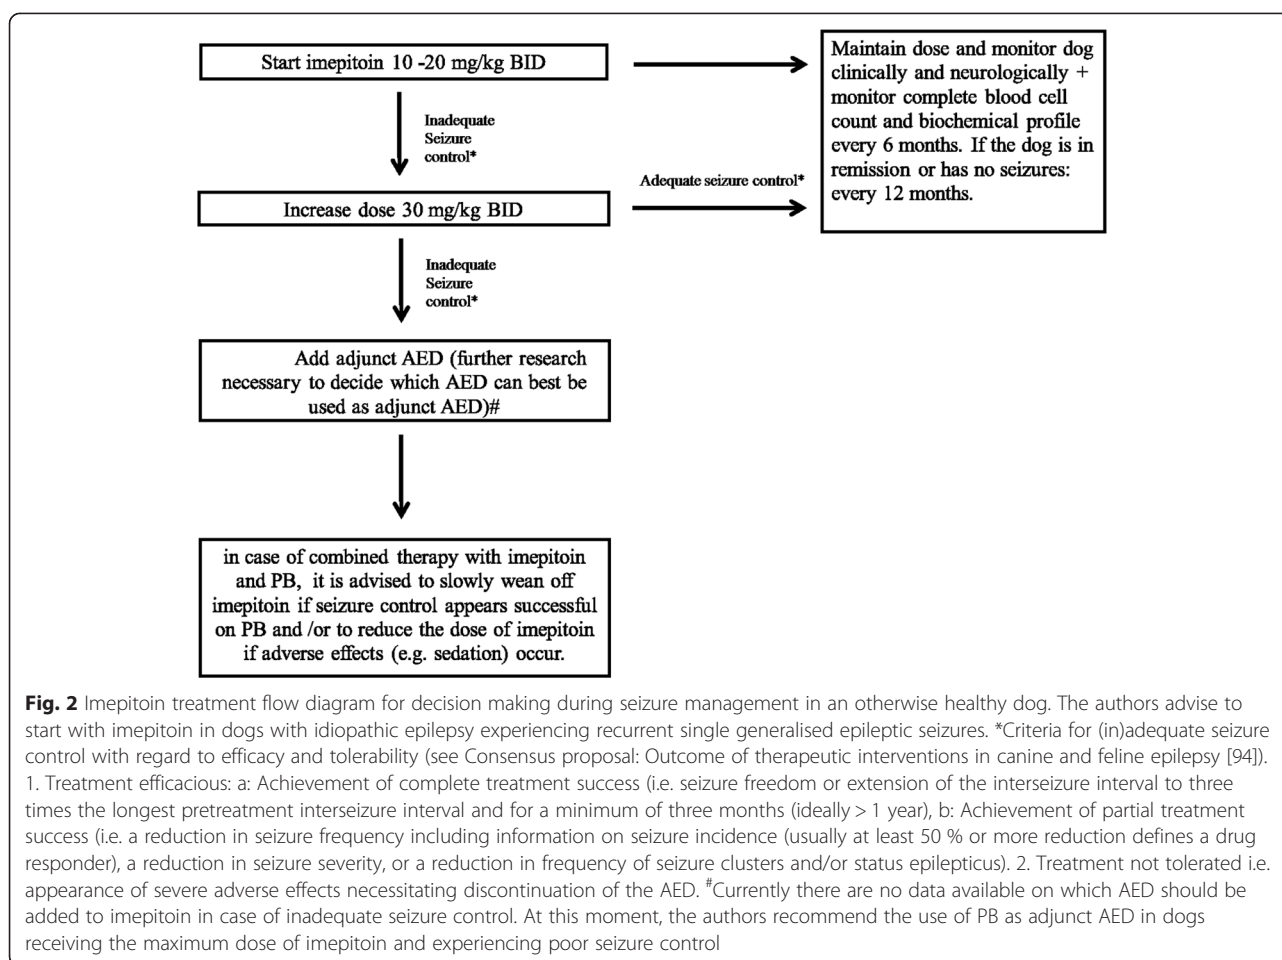 Start imepitoin 10 -20 mg/kg BID
Maintain dose and monitor dog
clinically and neurologically +
monitor complete blood cell
count and biochemical profile
every 6 months. If the dog is in
remission or has no seizures:
every 12 months.
Inadequate
Seizure
control*
Adequate seizure control*
Increase dose 30 mg/kg BID
Inadequate
Seizure
control*
Add adjunct AED (further research
necessary to decide which AED can best be
used as adjunct AED)#
in case of combined therapy with imepitoin
and PB, it is advised to slowly wean off
imepitoin if seizure control appears successful
on PB and /or to reduce the dose of imepitoin
if adverse effects (e.g. sedation) occur.
Fig. 2 Imepitoin treatment flow diagram for decision making during seizure management in an otherwise healthy dog. The authors advise to
start with imepitoin in dogs with idiopathic epilepsy experiencing recurrent single generalised epileptic seizures. *Criteria for (in)adequate seizure
control with regard to efficacy and tolerability (see Consensus proposal: Outcome of therapeutic interventions in canine and feline epilepsy [94]).
1. Treatment efficacious: a: Achievement of complete treatment success (i.e. seizure freedom or extension of the interseizure interval to three
times the longest pretreatment interseizure interval and for a minimum of three months (ideally > 1 year), b: Achievement of partial treatment
success (i.e. a reduction in seizure frequency including information on seizure incidence (usually at least 50 % or more reduction defines a drug
responder), a reduction in seizure severity, or a reduction in frequency of seizure clusters and/or status epilepticus). 2. Treatment not tolerated i.e.
appearance of severe adverse effects necessitating discontinuation of the AED. #Currently there are no data available on which AED should be
added to imepitoin in case of inadequate seizure control. At this moment, the authors recommend the use of PB as adjunct AED in dogs
receiving the maximum dose of imepitoin and experiencing poor seizure control